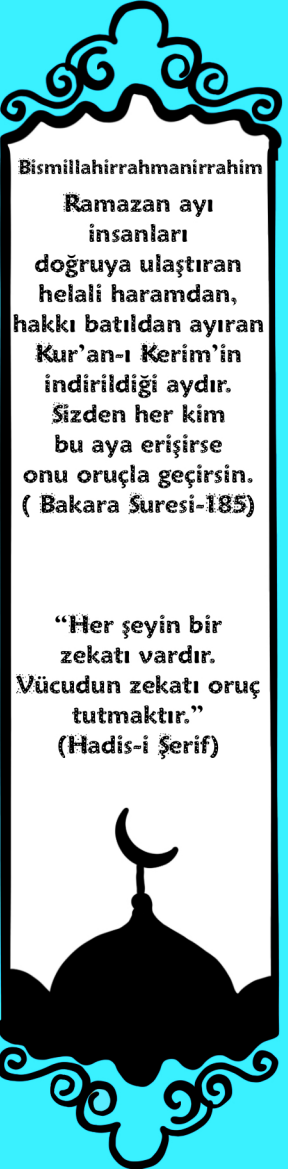 Bismillahirrahmanirrahim
Ramazan ayı
insanları
doğruya ulaştıran
helali haramdan,
hakkı batıldan ayıran
Kur’an-ı Kerim’in
indirildiği aydır.
Sizden her kim
bu aya erişirse
onu oruçla geçirsin.
( Bakara Suresi-185)
“Her şeyin bir
zekatı vardır.
Vücudun zekatı oruç
tutmaktır.”
(Hadis-i Şerif)